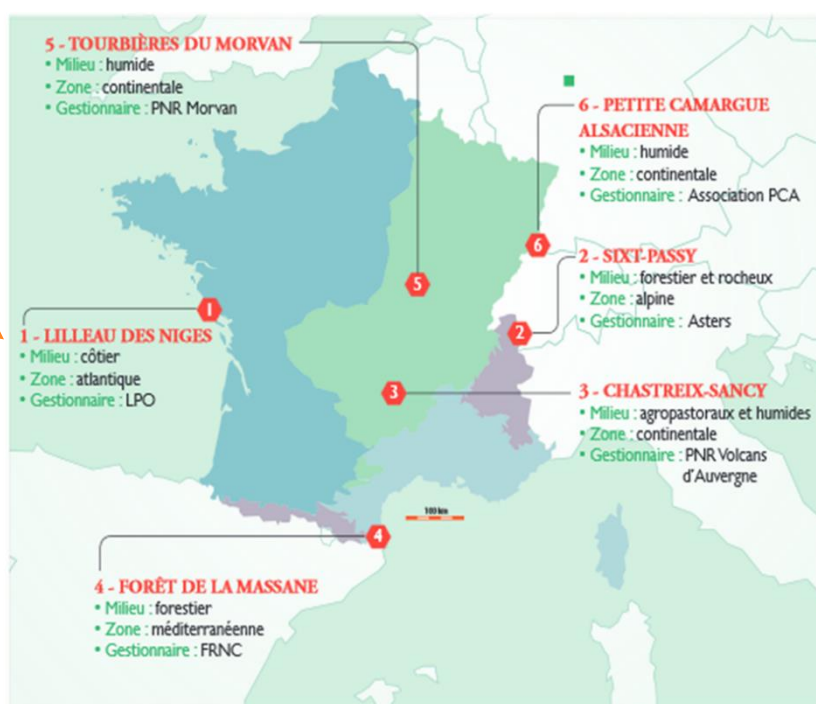 5 - TOURBIÈRES DU MORVAN
• Milieu : humide
• Zone : continentale
• Gestionnaire : PNR Morvan
6 - PETITE CAMARGUE
ALSACIENNE
• Milieu : humide
• Zone : continentale
• Gestionnaire : Association PCA
6
2 - SIXT-PASSY
• Milieu : forestier et rocheux
• Zone : alpine
• Gestionnaire : Asters
5
1
2
1 - LILLEAU DES NIGES
• Milieu : côtier
• Zone : atlantique
• Gestionnaire : LPO
3
3 - CHASTREIX-SANCY
• Milieu : agropastoraux et humides
• Zone : continentale
• Gestionnaire : PNR Volcans
d'Auvergne
100 km
4
4 - FORÊT DE LA MASSANE
• Milieu : forestier
• Zone : méditerranéenne
• Gestionnaire : FRNC